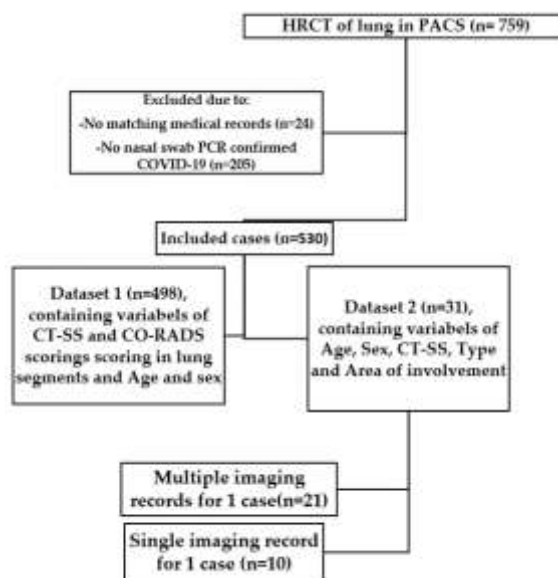 HRCT of lung in PACS (n= 759)
Excluded due to:
-No matching medical records (n=24)
-No nasal swab PCR confirmed
COVID-19 (n=205)
Included cases (n=530)
Dataset 1 (n=498),
containing variabels of
CT-SS and CO-RADS
scorings scoring in lung
segments and Age and sex
Dataset 2 (n=31),
containing variabels of
Age, Sex, CT-SS, Type
and Area of involvement
Multiple imaging
records for 1 case(n=21)
Single imaging record
for 1 case (n=10)